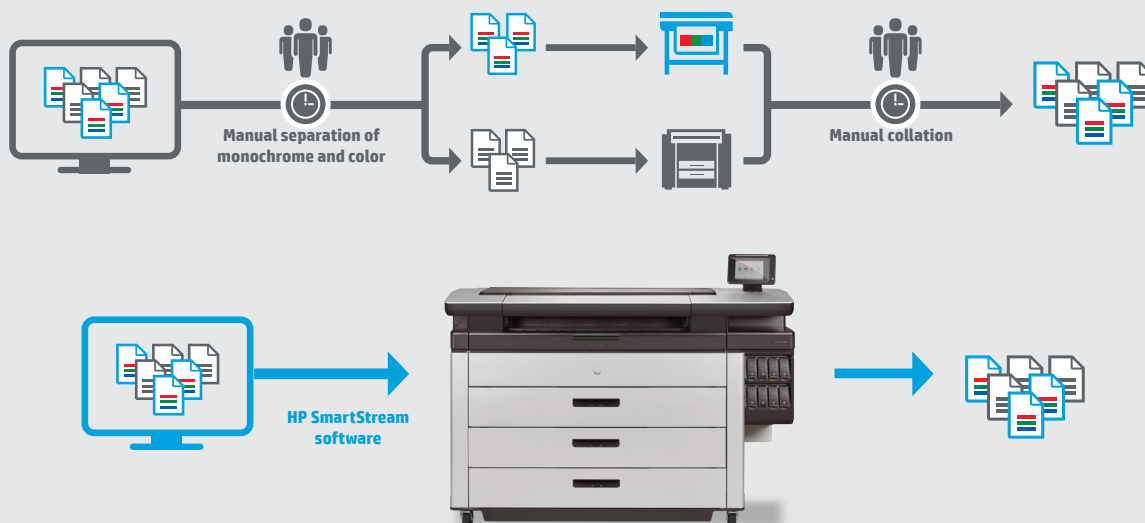 Manual separation of
monochrome and color
Manual collation
HP SmartStream
software